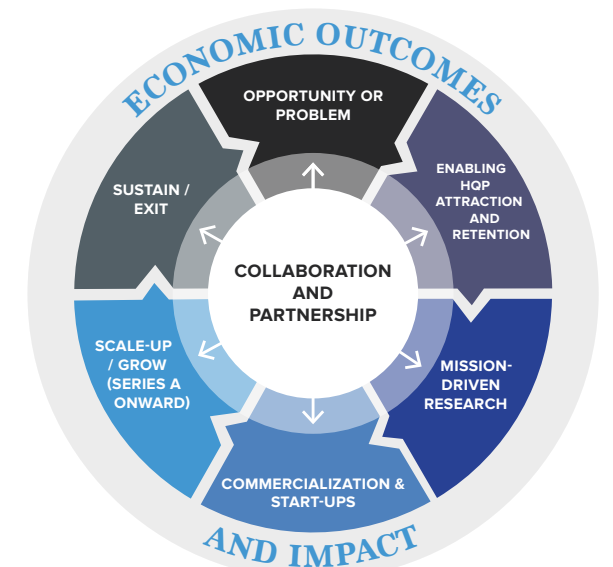 ECONOMIC OUTCOMES
OPPORTUNITY OR
PROBLEM
ENABLING
HQP
ATTRACTION
AND
RETENTION
MISSION-
DRIVEN
RESEARCH
COMMERCIALIZATION &
START-UPS
SCALE-UP
/ GROW
(SERIES A
ONWARD)
SUSTAIN /
EXIT
COLLABORATION
AND
PARTNERSHIP
AND IMPACT